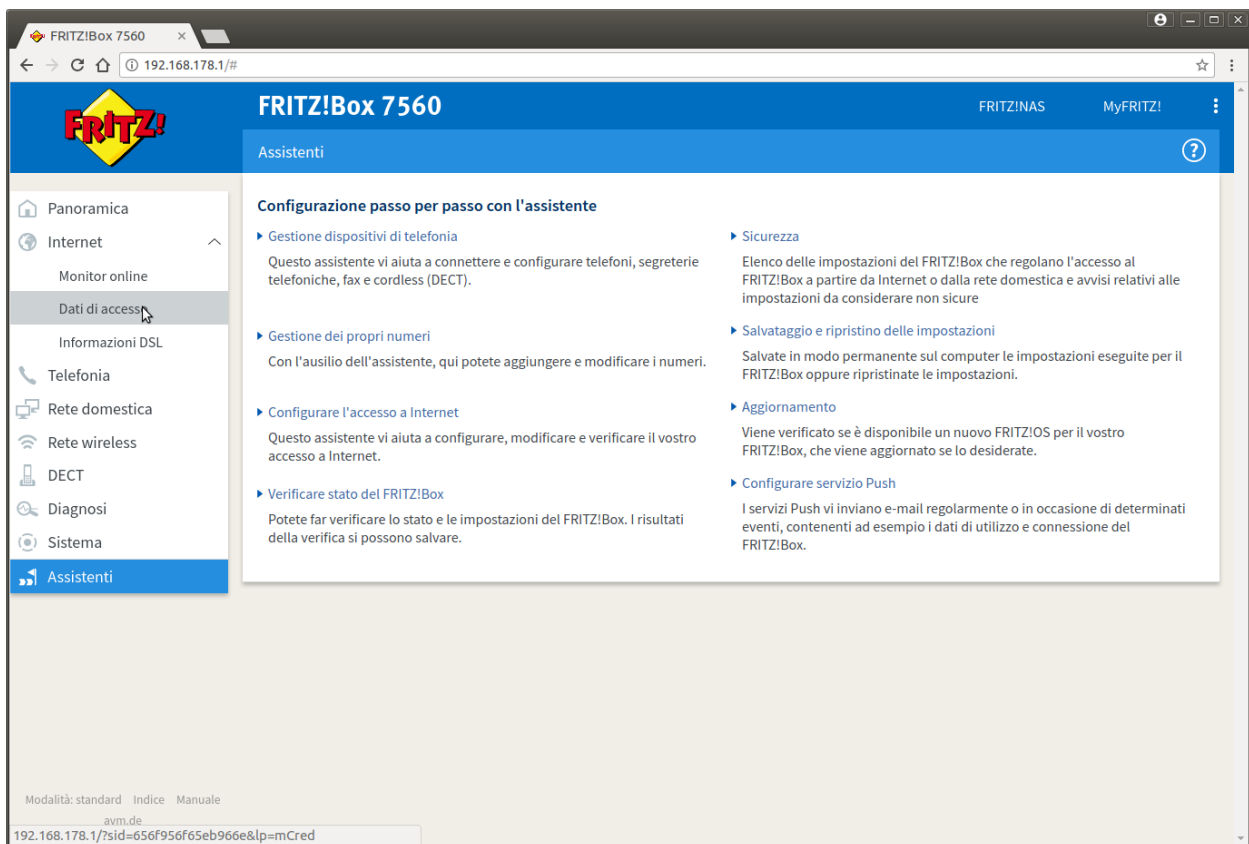 FRITZ!Box 7560
192.168.178.1/#
FRITZ!
FRITZ!Box 7560
FRITZ!NAS
MyFRITZ!
Assistenti
Panoramica
Internet
Monitor online
Dati di accesso
Informazioni DSL
Telefonia
Rete domestica
Rete wireless
DECT
Diagnosi
Sistema
Assistenti
Configurazione passo per passo con l'assistente
Gestione dispositivi di telefonia
Questo assistente vi aiuta a connettere e configurare telefoni, segreterie
telefoniche, fax e cordless (DECT).
Gestione dei propri numeri
Con l'ausilio dell'assistente, qui potete aggiungere e modificare i numeri.
Configurare l'accesso a Internet
Questo assistente vi aiuta a configurare, modificare e verificare il vostro
accesso a Internet.
Verificare stato del FRITZ!Box
Potete far verificare lo stato e le impostazioni del FRITZ!Box. I risultati
della verifica si possono salvare.
Sicurezza
Elenco delle impostazioni del FRITZ!Box che regolano l'accesso al
FRITZ!Box a partire da Internet o dalla rete domestica e avvisi relativi alle
impostazioni da considerare non sicure
Salvataggio e ripristino delle impostazioni
Salvate in modo permanente sul computer le impostazioni eseguite per il
FRITZ!Box oppure ripristinate le impostazioni.
Aggiornamento
Viene verificato se è disponibile un nuovo FRITZ!OS per il vostro
FRITZ!Box, che viene aggiornato se lo desiderate.
Configurare servizio Push
I servizi Push vi inviano e-mail regolarmente o in occasione di determinati
eventi, contenenti ad esempio i dati di utilizzo e connessione del
FRITZ!Box.
Modalità: standard Indice Manuale
avm.de
192.168.178.1/?sid=656f956f65eb966e&lp=mCred